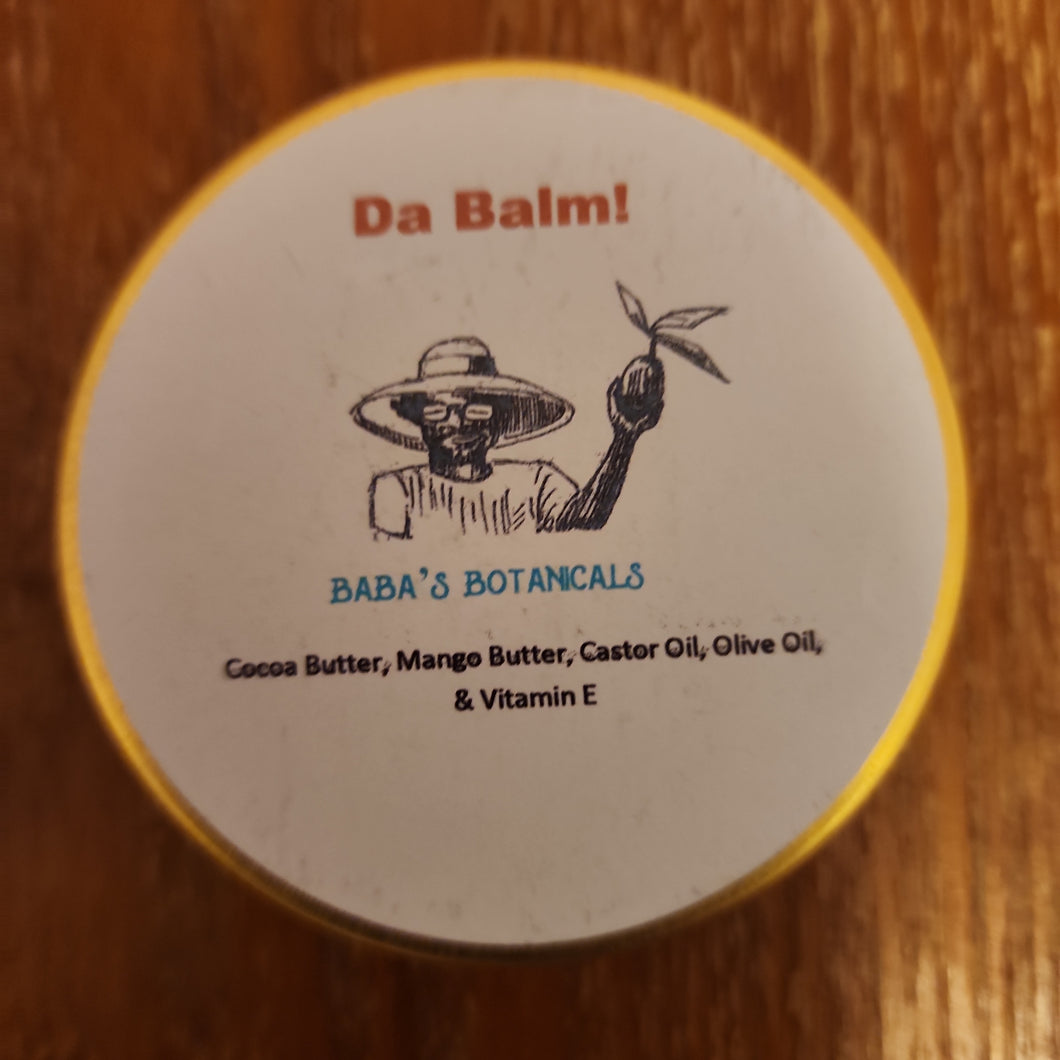 Da Balm!
BABA'S BOTANICALS
Cocoa Butter, Mango Butter, Castor Oil, Olive Oil,
& Vitamin E